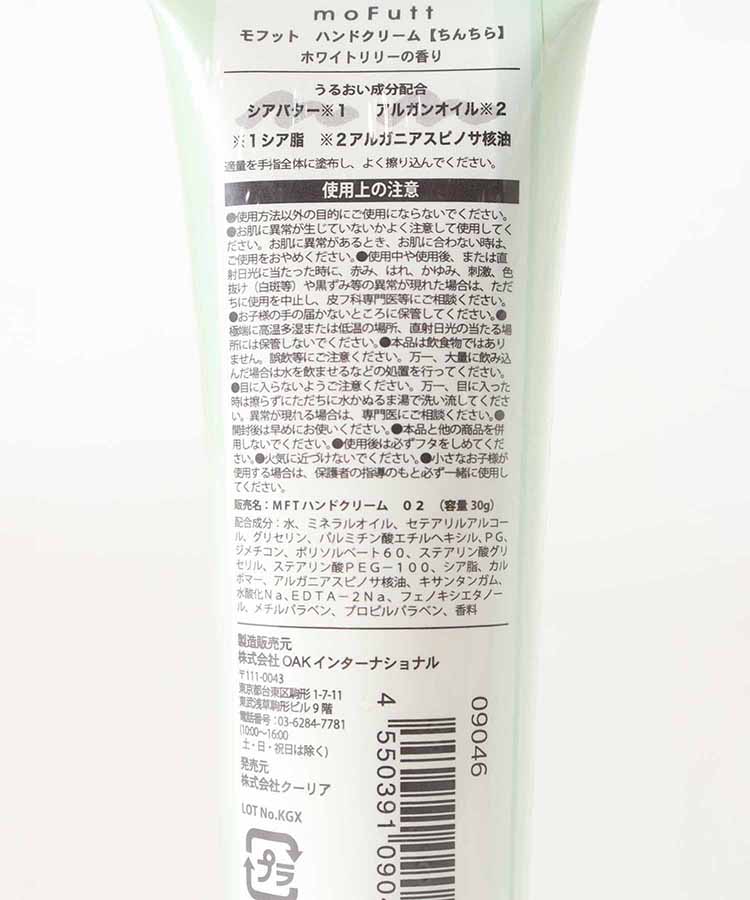 moFutt
モフット　ハンドクリーム【ちんちら】
ホワイトリリーの香り
うるおい成分配合
シアバター※1　アルガンオイル※2
※1シア脂　※2アルガニアスピノサ核油
適量を手指全体に塗布し、よく擦り込んでください。
使用上の注意
●使用方法以外の目的にご使用にならないでください。
●お肌に異常が生じていないかよく注意して使用してく
ださい。お肌に異常があるとき、お肌に合わない時は、
ご使用をおやめください。●使用中や使用後、または直
射日光に当たった時に、赤み、はれ、かゆみ、刺激、色
抜け（白斑等）や黒ずみ等の異常が現れた場合は、ただ
ちに使用を中止し、皮フ科専門医等にご相談ください。
●お子様の手の届かないところに保管してください。●
極端に高温多湿または低温の場所、直射日光の当たる場
所には保管しないでください。●本品は飲食物ではあり
ません。誤飲等にご注意ください。万一、大量に飲み込
んだ場合は水を飲ませるなどの処置を行ってください。
●目に入らないようご注意ください。万一、目に入った
時は擦らずにただちに水かぬるま湯で洗い流してくださ
い。異常が現れる場合は、専門医にご相談ください。●
開封後は早めにお使いください。●本品と他の商品を併
用しないでください。●使用後は必ずフタをしめてくだ
さい。●火気に近づけないでください。●小さなお子様が
使用する場合は、保護者の指導のもと必ず一緒に使用し
てください。
販売名：MFTハンドクリーム　02　（容量30g）
配合成分：水、ミネラルオイル、セテアリルアルコー
ル、グリセリン、パルミチン酸エチルヘキシル、PG、
ジメチコン、ポリソルベート60、ステアリン酸グリ
セリル、ステアリン酸PEG-100、シア脂、カル
ボマー、アルガニアスピノサ核油、キサンタンガム、
水酸化Na、EDTA-2Na、フェノキシエタノー
ル、メチルパラベン、プロピルパラベン、香料
製造販売元
株式会社OAKインターナショナル
〒111-0043
東京都台東区駒形1-7-11
東武浅草駒形ビル9階
電話番号：03-6284-7781
(10:00～16:00
土・日・祝日は除く)
発売元
株式会社クーリア
LOT No.KGX
プラ
09046
4 550391 090